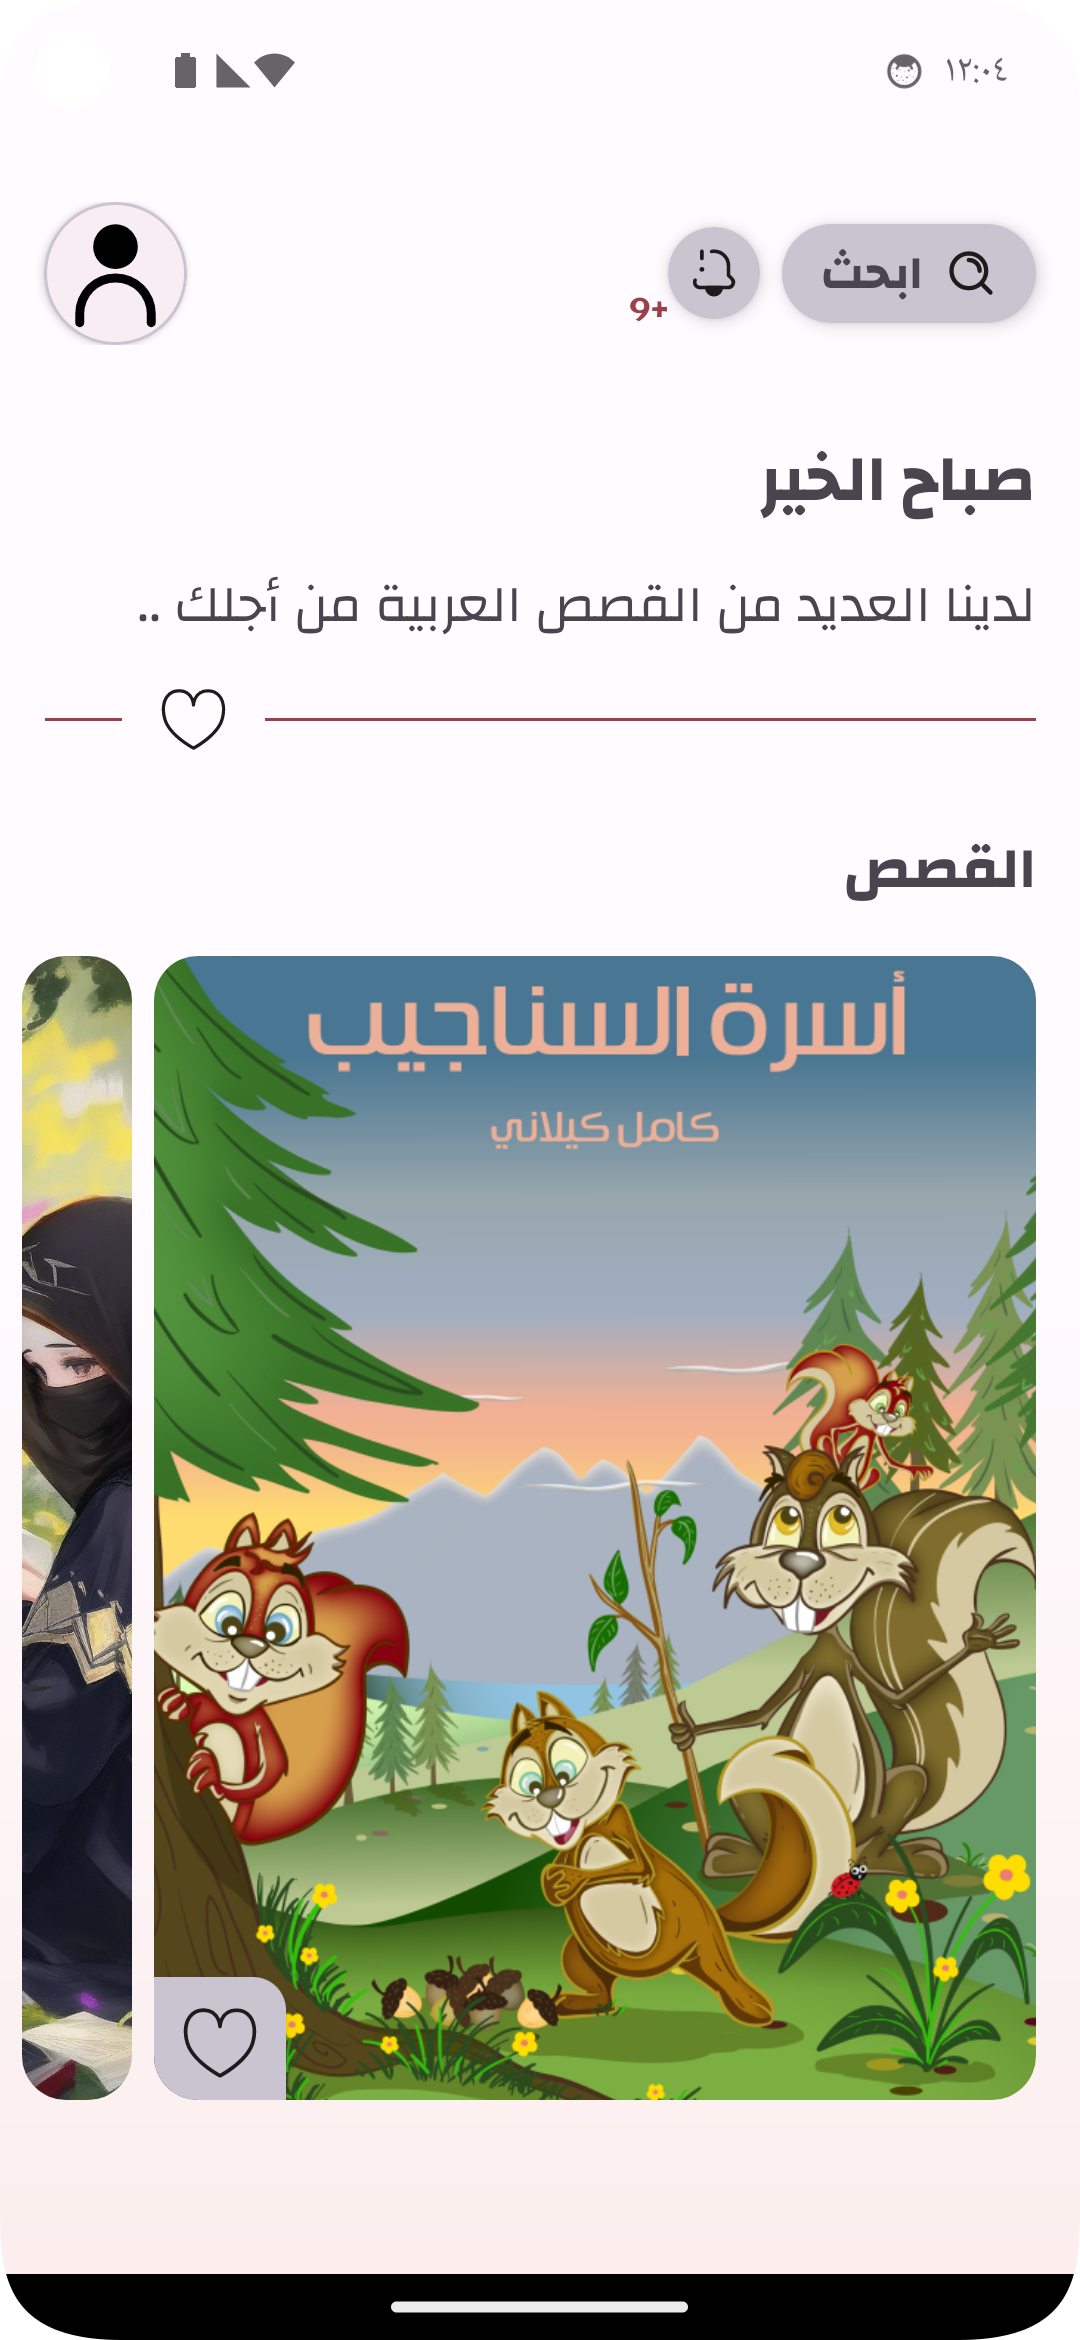 ١٢:٠٤
ابحث
9+
صباح الخير
لدينا العديد من القصص العربية من أجلك ..
القصص
أسرة السناجيب
كامل كيلاني